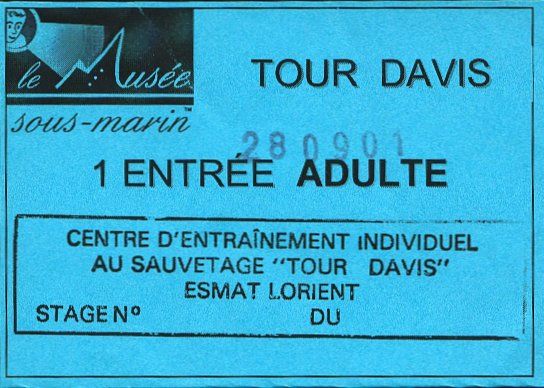 le Musée
sous-marin™
TOUR DAVIS
280901
1 ENTRÉE ADULTE
CENTRE D'ENTRAÎNEMENT INDIVIDUEL
AU SAUVETAGE "TOUR DAVIS"
ESMAT LORIENT
STAGE Nº DU